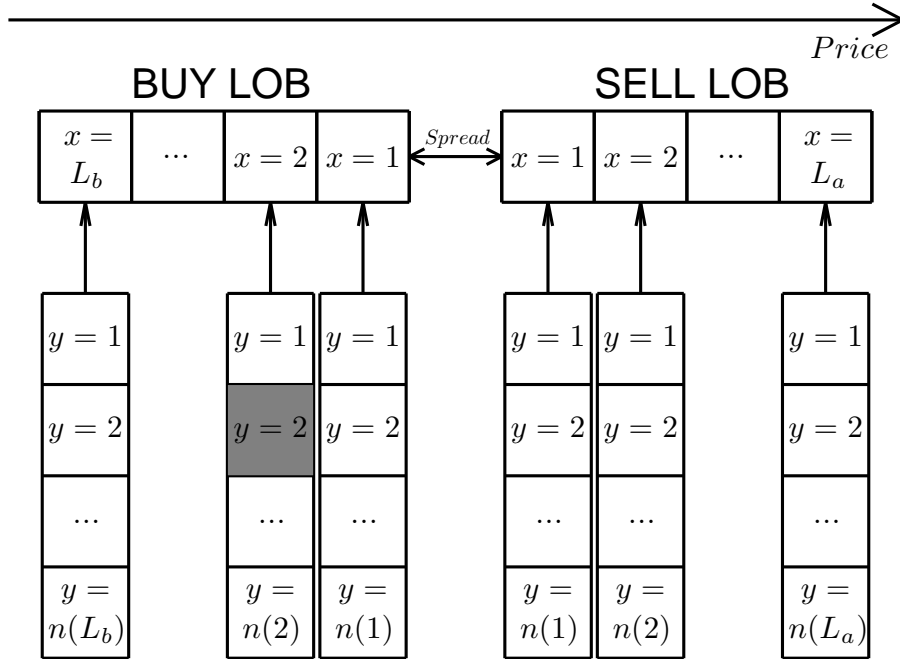 Price
BUY LOB
SELL LOB
x =
L_b
...
x = 2
x = 1
Spread
x = 1
x = 2
...
x =
L_a
y = 1
y = 1
y = 1
y = 1
y = 1
y = 1
y = 2
y = 2
y = 2
y = 2
y = 2
y = 2
...
...
...
...
...
...
y =
n(L_b)
y =
n(2)
y =
n(1)
y =
n(1)
y =
n(2)
y =
n(L_a)